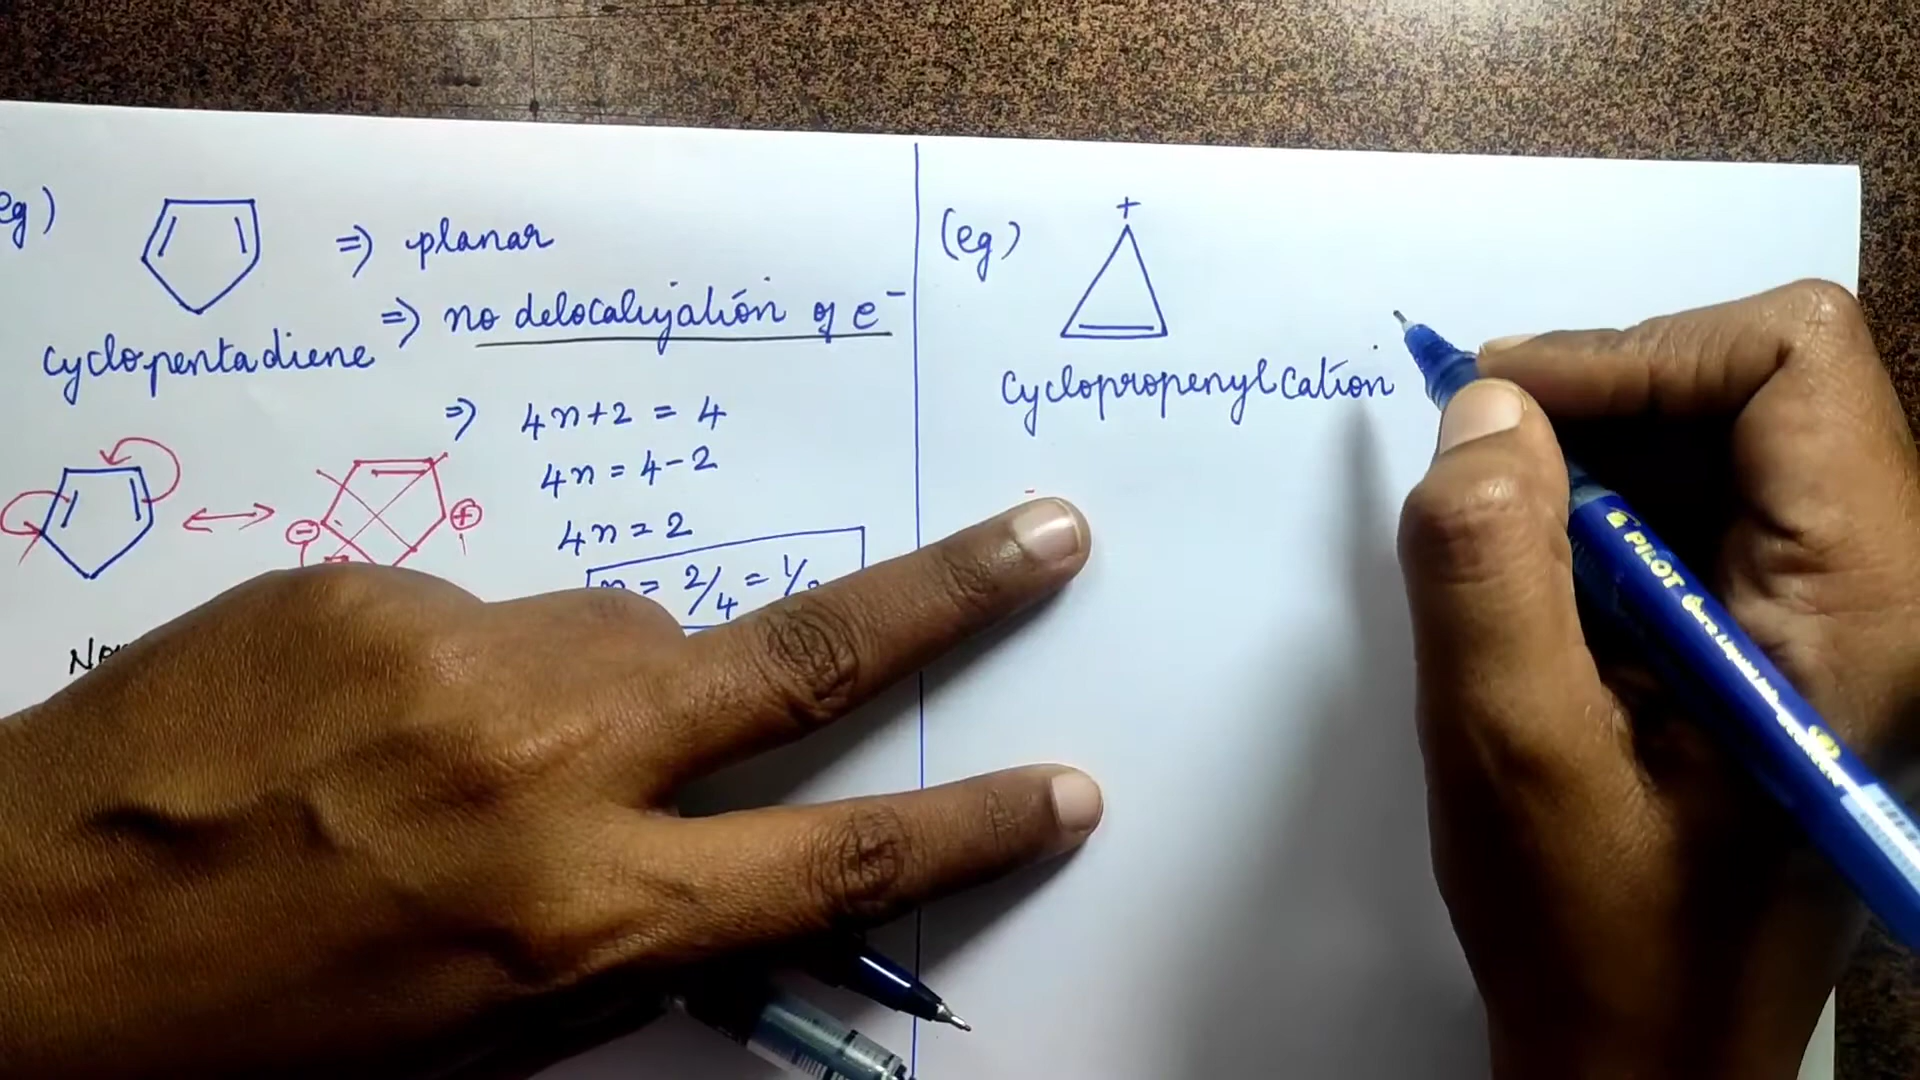 eg)
⇒ planar
⇒ no delocalization of e⁻
cyclopentadiene
⇒ 4n+2 = 4
4n = 4-2
4n = 2
= 2/4 =
(eg)
+
cyclopropenyl cation
PILOT